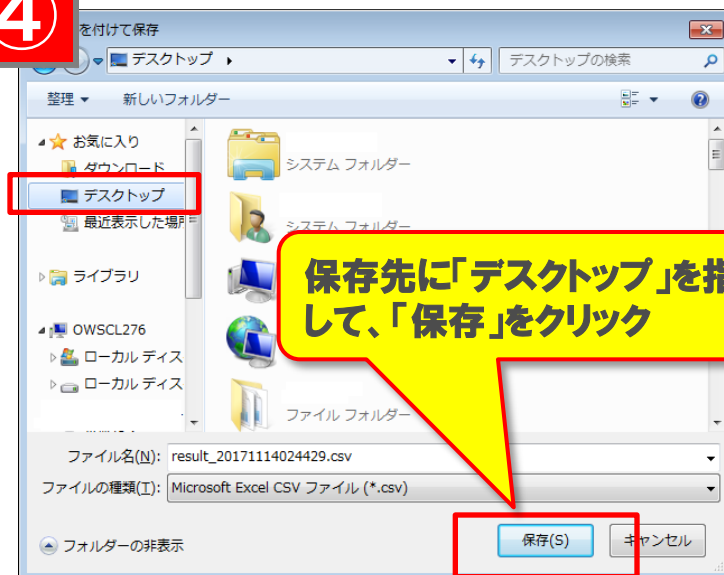 ④
を付けて保存
デスクトップ
デスクトップの検索
整理
新しいフォルダー
お気に入り
ダウンロード
デスクトップ
最近表示した場所
ライブラリ
OWSCL276
ローカル ディス
ローカル ディス
システム フォルダー
システム フォルダー
ファイル フォルダー
保存先に「デスクトップ」を指
して、「保存」をクリック
ファイル名(N): result_20171114024429.csv
ファイルの種類(T): Microsoft Excel CSV ファイル (*.csv)
フォルダーの非表示
保存(S)
キャンセル